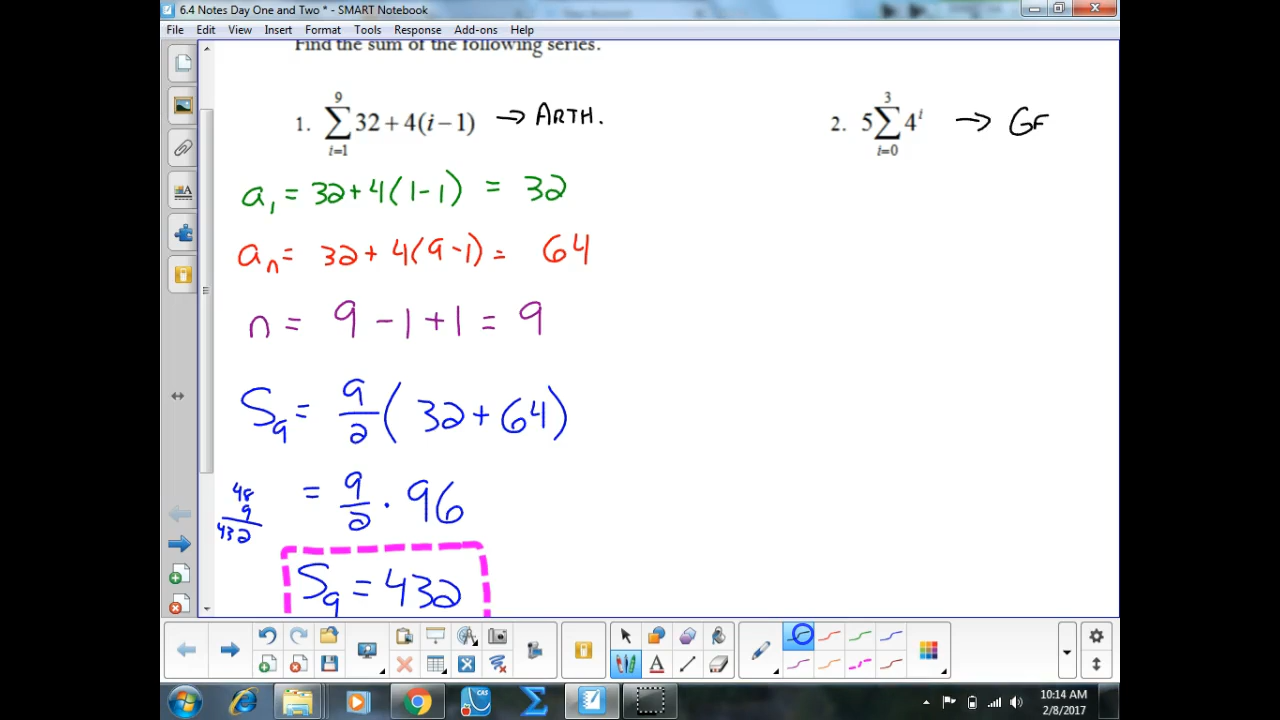 6.4 Notes Day One and Two * - SMART Notebook
File Edit View Insert Format Tools Response Add-ons Help
Find the sum of the following series.
1. 9 ∑ i=1 32 + 4(i − 1) → ARTH.
2. 5 3 ∑ i=0 4^i → GE
a₁ = 32 + 4(1 - 1) = 32
aₙ = 32 + 4(9 - 1) = 64
n = 9 - 1 + 1 = 9
S₉ = 9/2 (32 + 64)
= 9/2 · 96
48
9
432
S₉ = 432
A
CAS
10:14 AM
2/8/2017